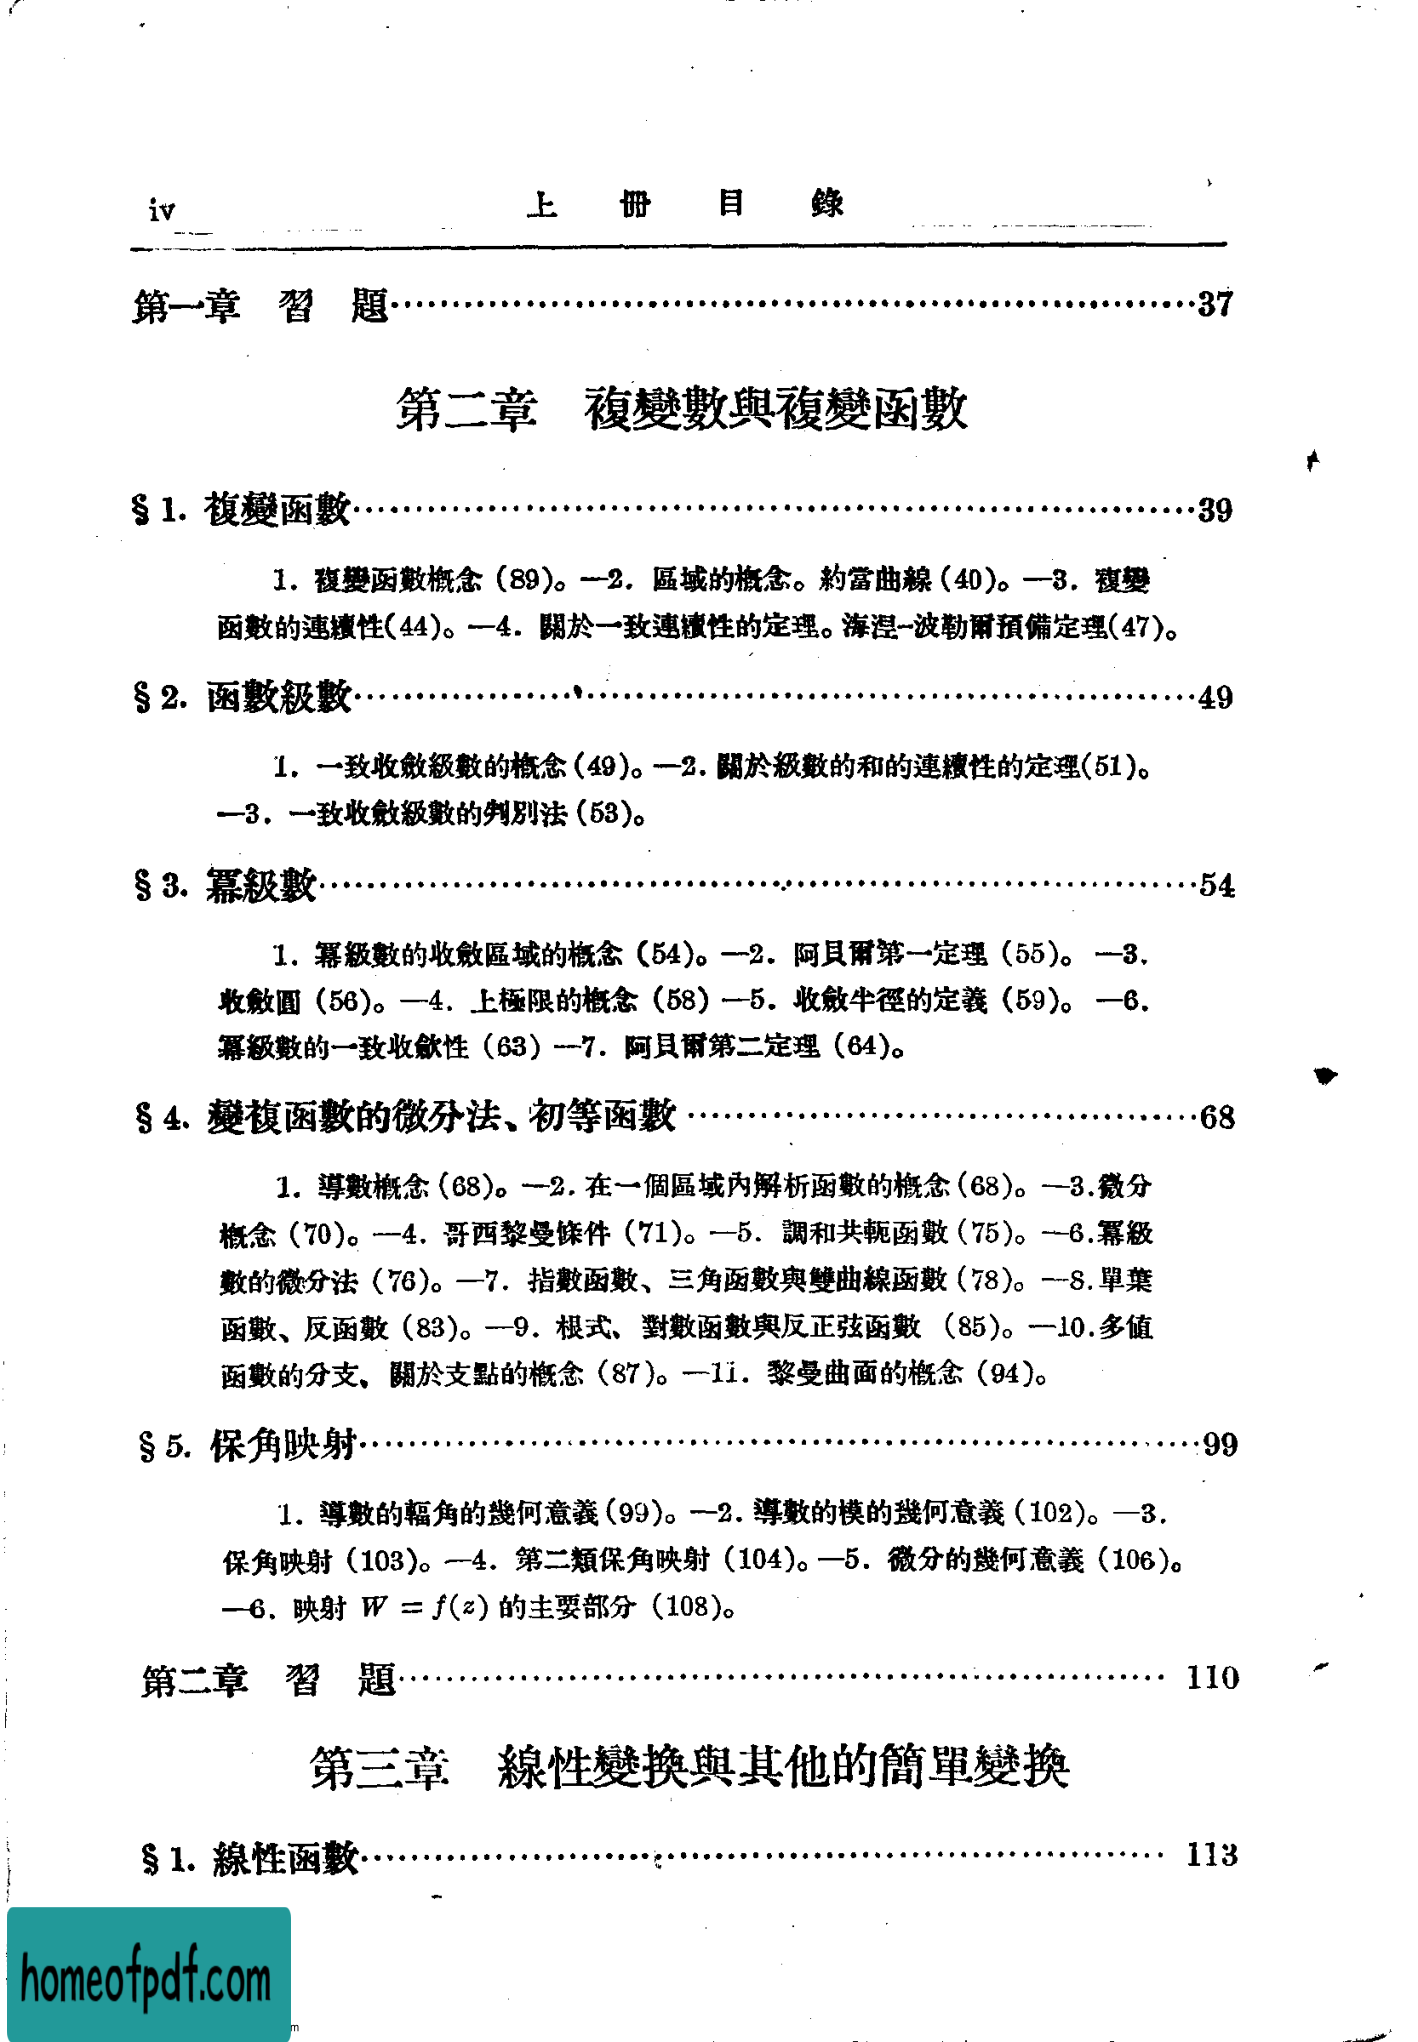 iv 上冊目錄
第一章 習 題……37
第二章 複變數與複變函數
§1. 複變函數……39
1. 複變函數概念 (89)。—2. 區域的概念。約當曲線 (40)。—3. 複變
函數的連續性(44)。—4. 關於一致連續性的定理。海涅-波勒爾預備定理(47)。
§2. 函數級數……49
1. 一致收斂級數的概念 (49)。—2. 關於級數的和的連續性的定理(51)。
—3. 一致收斂級數的判別法 (53)。
§3. 冪級數……54
1. 冪級數的收斂區域的概念 (54)。—2. 阿貝爾第一定理 (55)。—3.
收斂圓 (56)。—4. 上極限的概念 (58) —5. 收斂半徑的定義 (59)。—6.
冪級數的一致收斂性 (63) —7. 阿貝爾第二定理 (64)。
§4. 變複函數的微分法、初等函數……68
1. 導數概念 (68)。—2. 在一個區域內解析函數的概念 (68)。—3.微分
概念 (70)。—4. 哥西黎曼條件 (71)。—5. 調和共軛函數 (75)。—6.冪級
數的微分法 (76)。—7. 指數函數、三角函數與雙曲線函數 (78)。—8.單葉
函數、反函數 (83)。—9. 根式、對數函數與反正弦函數 (85)。—10.多値
函數的分支、關於支點的概念 (87)。—11. 黎曼曲面的概念 (94)。
§5. 保角映射……99
1. 導數的輻角的幾何意義 (99)。—2. 導數的模的幾何意義 (102)。—3.
保角映射 (103)。—4. 第二類保角映射 (104)。—5. 微分的幾何意義 (106)。
—6. 映射 W = f(z) 的主要部分 (108)。
第二章 習 題…… 110
第三章 線性變換與其他的簡單變換
§1. 線性函數…… 113
homeofpdf.com
m